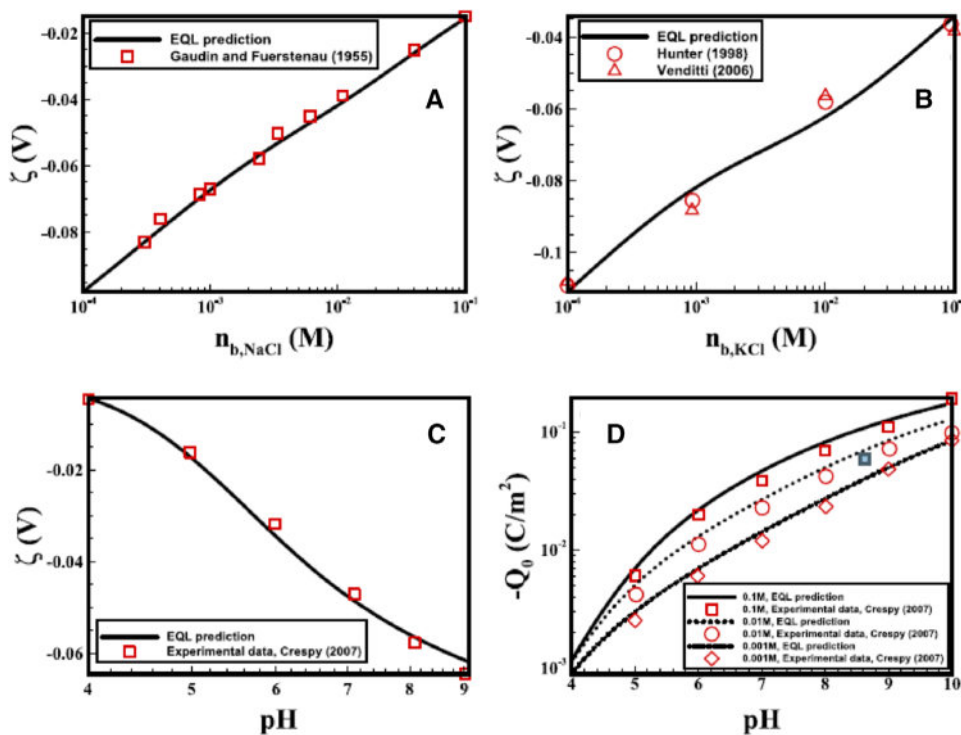 -0.02
-0.04
-0.06
-0.08
ζ (V)
EQL prediction
Gaudin and Fuerstenau (1955)
A
10-4
10-3
10-2
10-1
nb,NaCl (M)
-0.04
-0.06
-0.08
-0.1
ζ (V)
EQL prediction
Hunter (1998)
Venditti (2006)
B
10-4
10-3
10-2
10-1
nb,KCl (M)
-0.02
-0.04
-0.06
ζ (V)
C
EQL prediction
Experimental data, Crespy (2007)
4
5
6
7
8
9
pH
10-1
10-2
10-3
-Q0 (C/m2)
D
0.1M, EQL prediction
0.1M, Experimental data, Crespy (2007)
0.01M, EQL prediction
0.01M, Experimental data, Crespy (2007)
0.001M, EQL prediction
0.001M, Experimental data, Crespy (2007)
4
5
6
7
8
9
10
pH